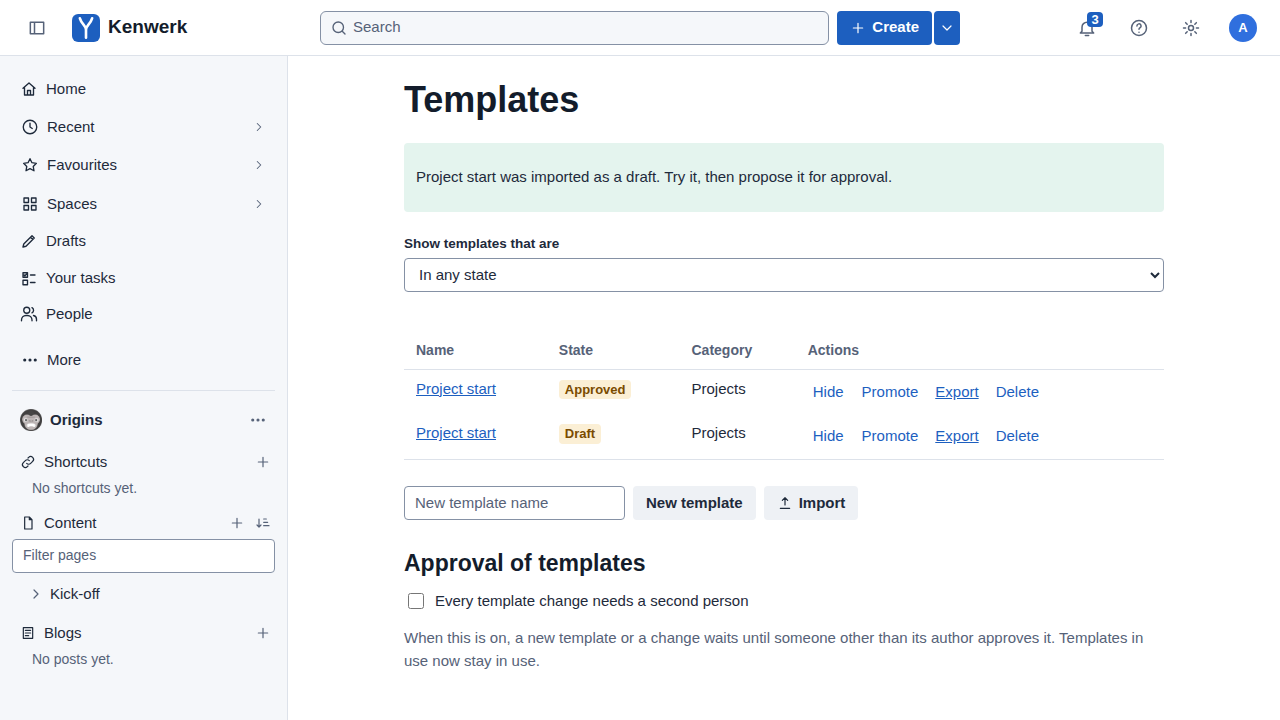 Kenwerk
Search
Create
3
A
Home
Recent
Favourites
Spaces
Drafts
Your tasks
People
More
Origins
Shortcuts
No shortcuts yet.
Content
Filter pages
Kick-off
Blogs
No posts yet.
Templates
Project start was imported as a draft. Try it, then propose it for approval.
Show templates that are
In any state
Name State Category Actions
Project start Approved Projects Hide Promote Export Delete
Project start Draft Projects Hide Promote Export Delete
New template name New template Import
Approval of templates
Every template change needs a second person
When this is on, a new template or a change waits until someone other than its author approves it. Templates in
use now stay in use.